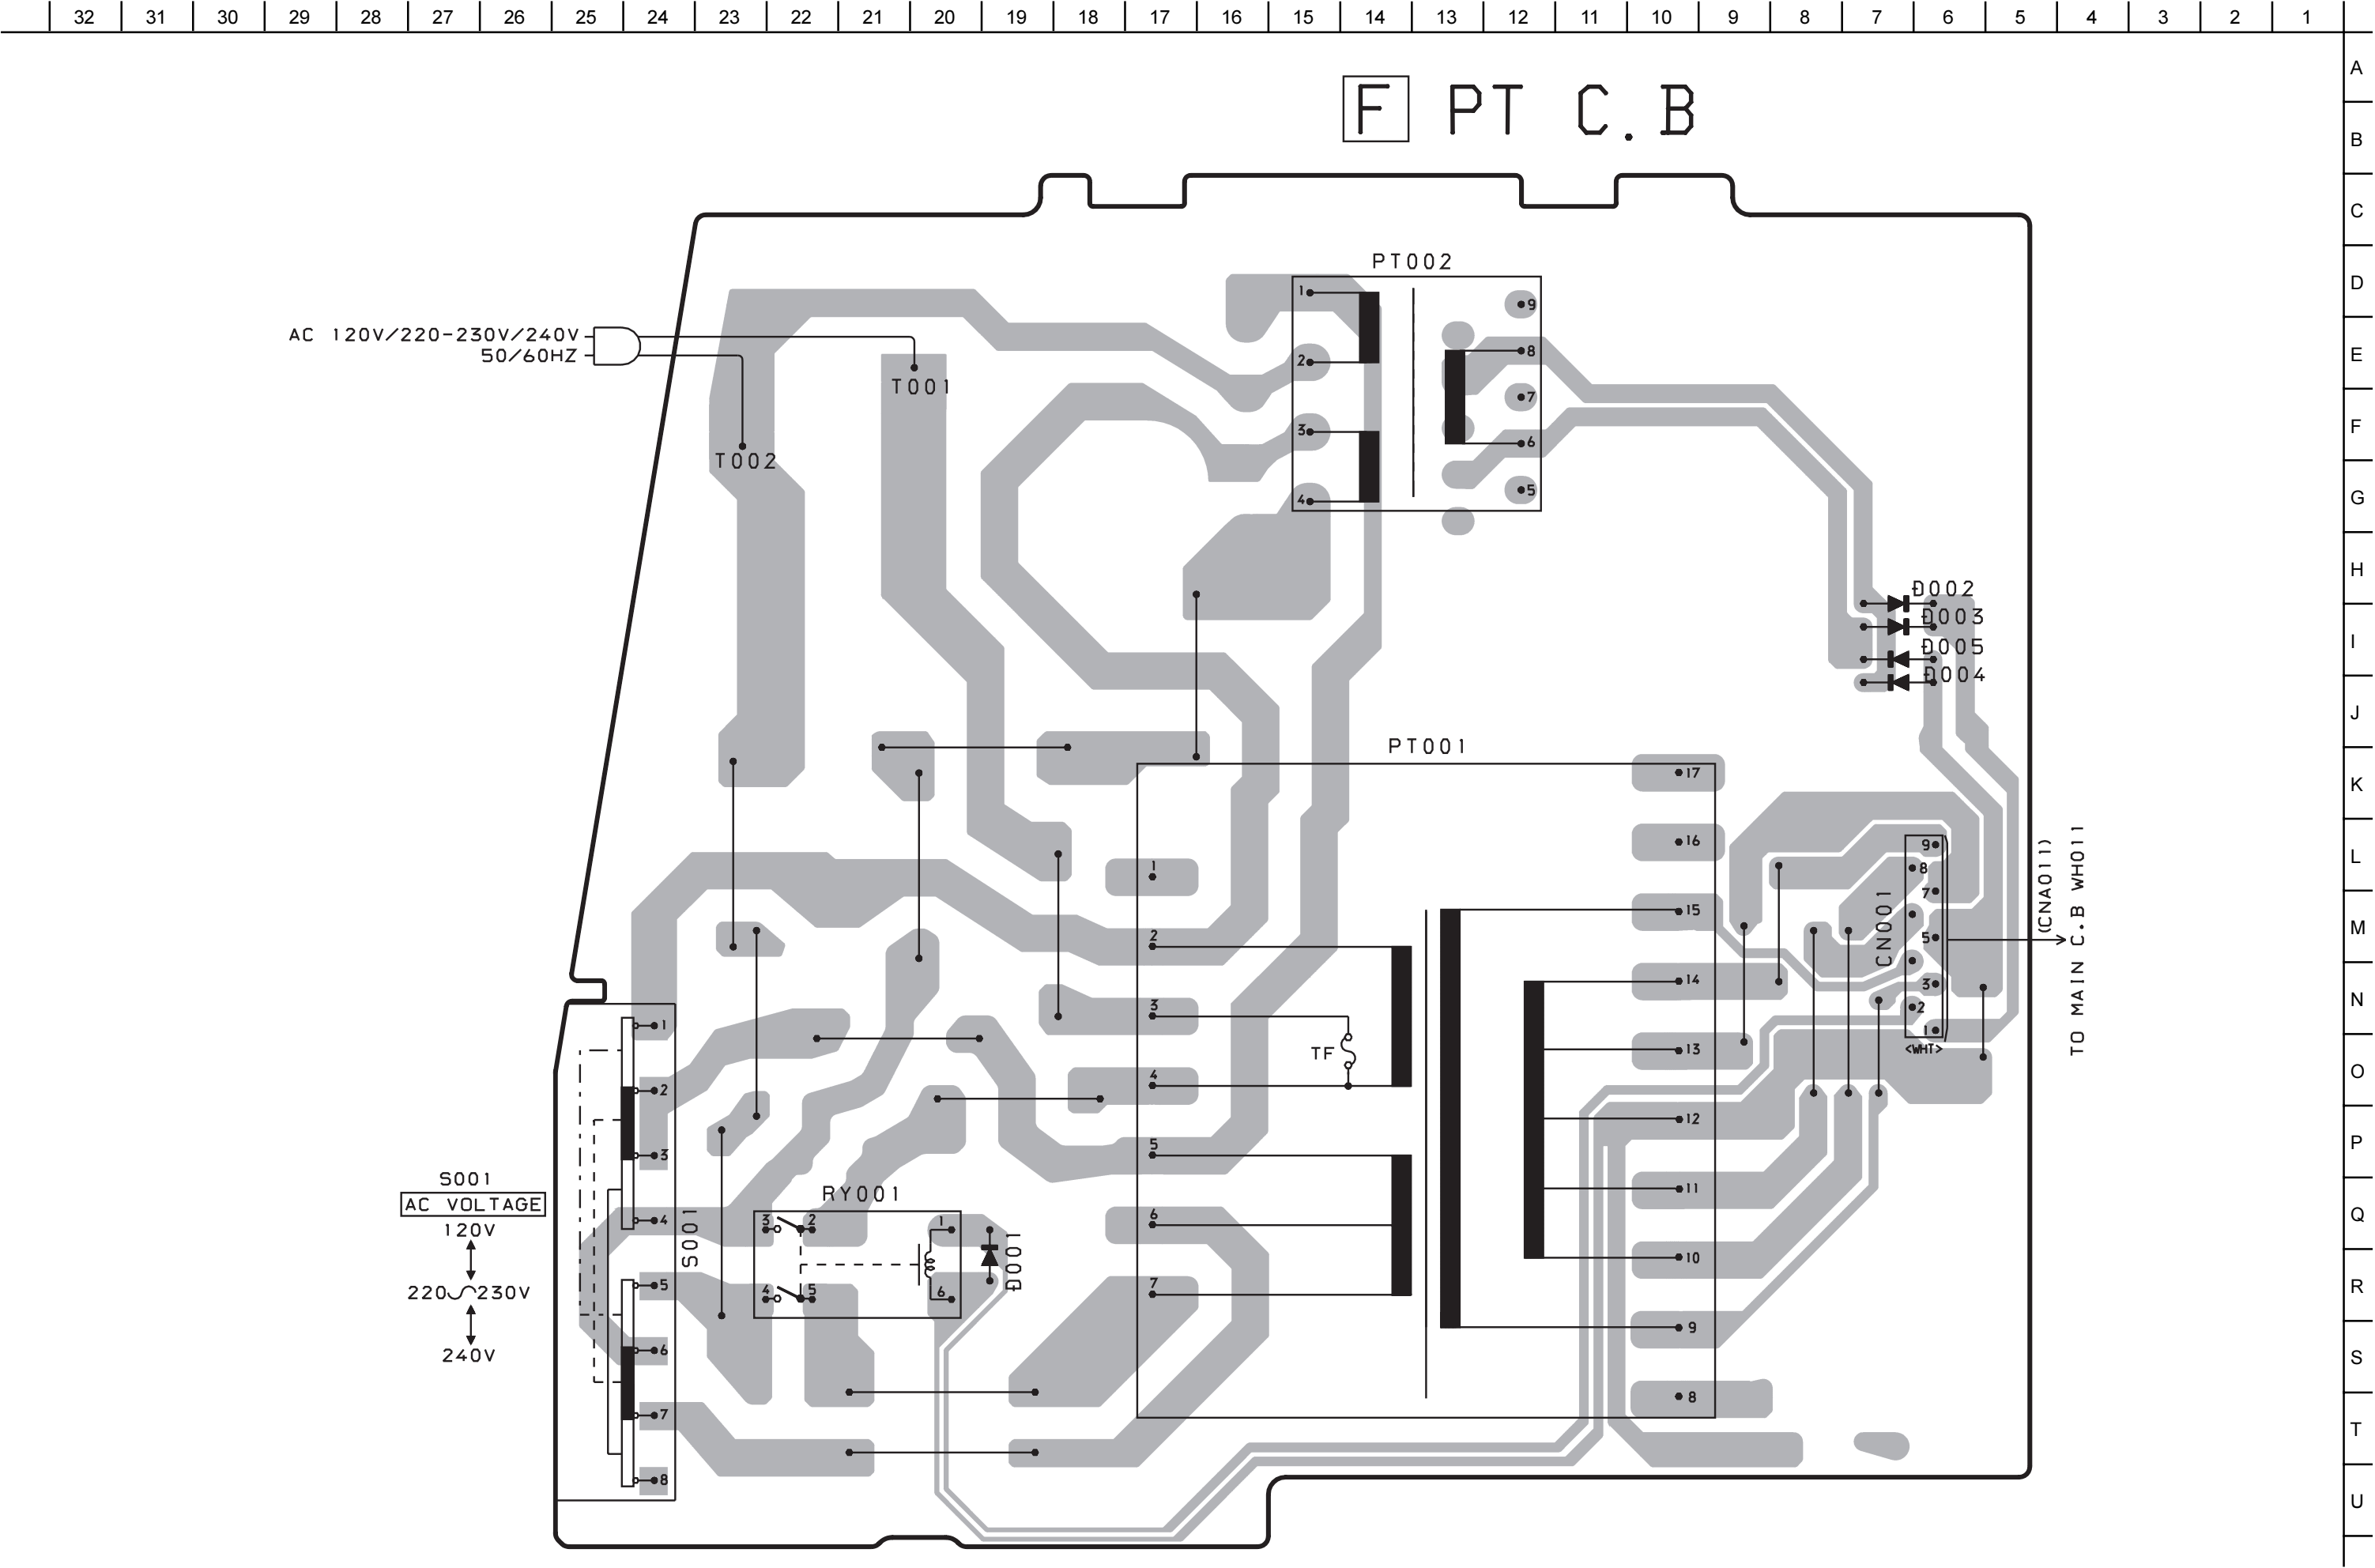 32 31 30 29 28 27 26 25 24 23 22 21 20 19 18 17 16 15 14 13 12 11 10 9 8 7 6 5 4 3 2 1
A
B
C
D
E
F
G
H
I
J
K
L
M
N
O
P
Q
R
S
T
U
F PT C.B
PT002
1
2
3
4
9
8
7
6
5
AC 120V/220-230V/240V
50/60HZ
T001
T002
D002
D003
D005
D004
PT001
1
2
3
4
5
6
7
17
16
15
14
13
12
11
10
9
8
TF
CN001
9
8
7
5
3
2
1
<WHT>
(CNA011)
TO MAIN C.B WH011
S001
AC VOLTAGE
120V
220 230V
240V
1
2
3
4
5
6
7
8
S001
RY001
3 2 1
4 5 6
D001